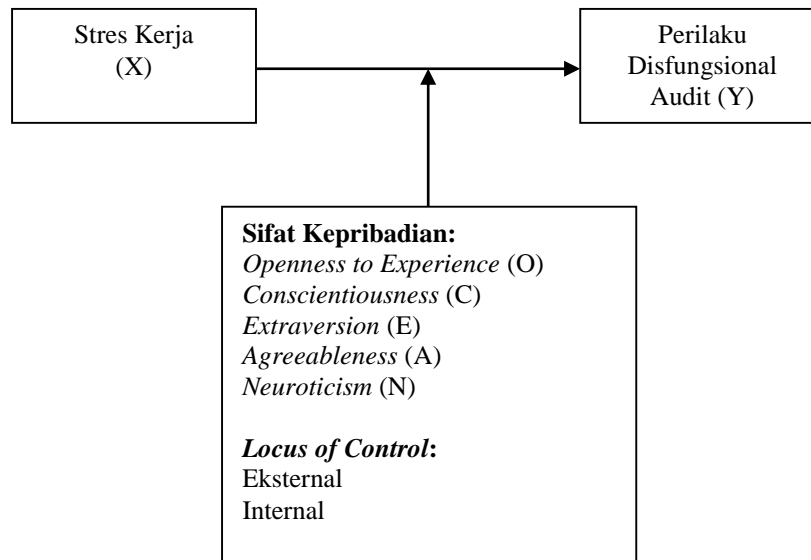 Stres Kerja
(X)
Perilaku
Disfungsional
Audit (Y)
Sifat Kepribadian:
Openness to Experience (O)
Conscientiousness (C)
Extraversion (E)
Agreeableness (A)
Neuroticism (N)
Locus of Control:
Eksternal
Internal